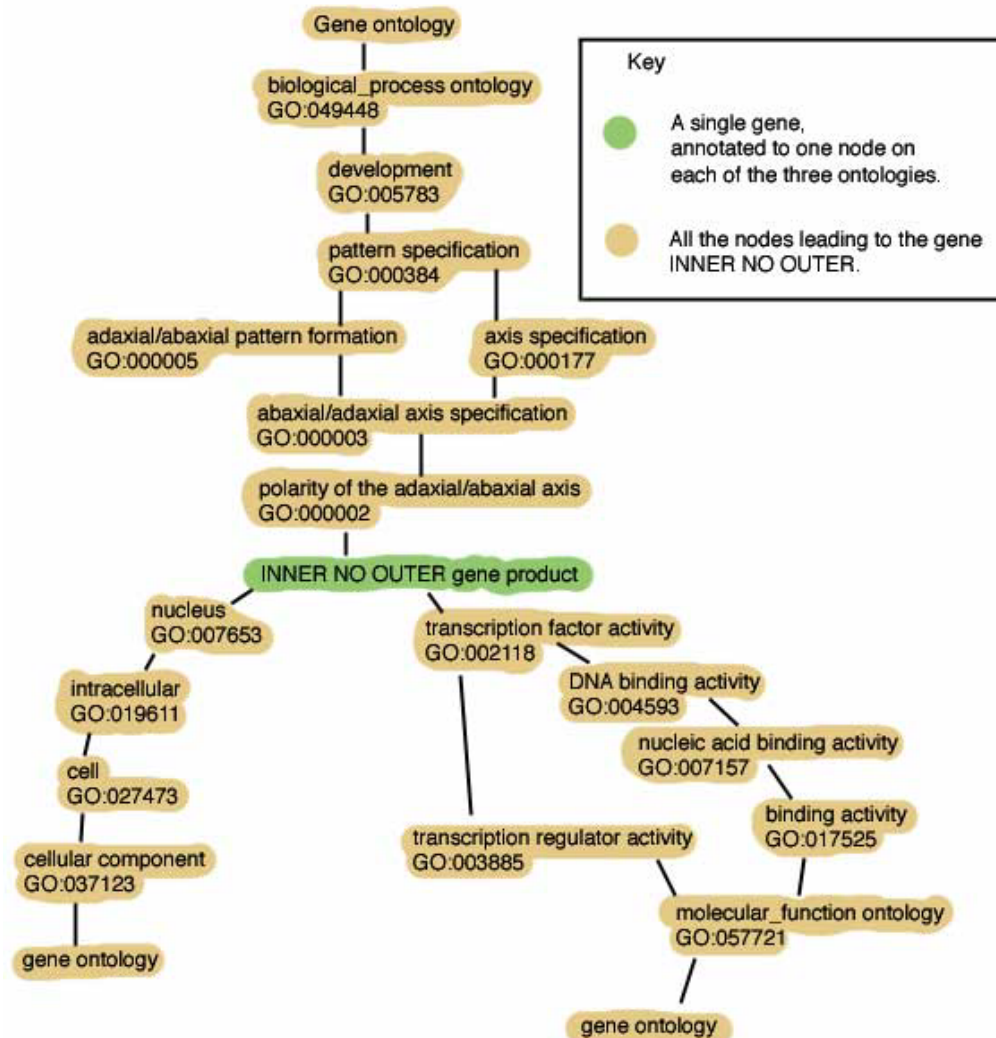 Gene ontology
biological_process ontology
GO:049448
development
GO:005783
pattern specification
GO:000384
adaxial/abaxial pattern formation
GO:000005
axis specification
GO:000177
abaxial/adaxial axis specification
GO:000003
polarity of the adaxial/abaxial axis
GO:000002
INNER NO OUTER gene product
nucleus
GO:007653
intracellular
GO:019611
cell
GO:027473
cellular component
GO:037123
gene ontology
transcription factor activity
GO:002118
DNA binding activity
GO:004593
nucleic acid binding activity
GO:007157
binding activity
GO:017525
transcription regulator activity
GO:003885
molecular_function ontology
GO:057721
gene ontology
Key
A single gene,
annotated to one node on
each of the three ontologies.
All the nodes leading to the gene
INNER NO OUTER.